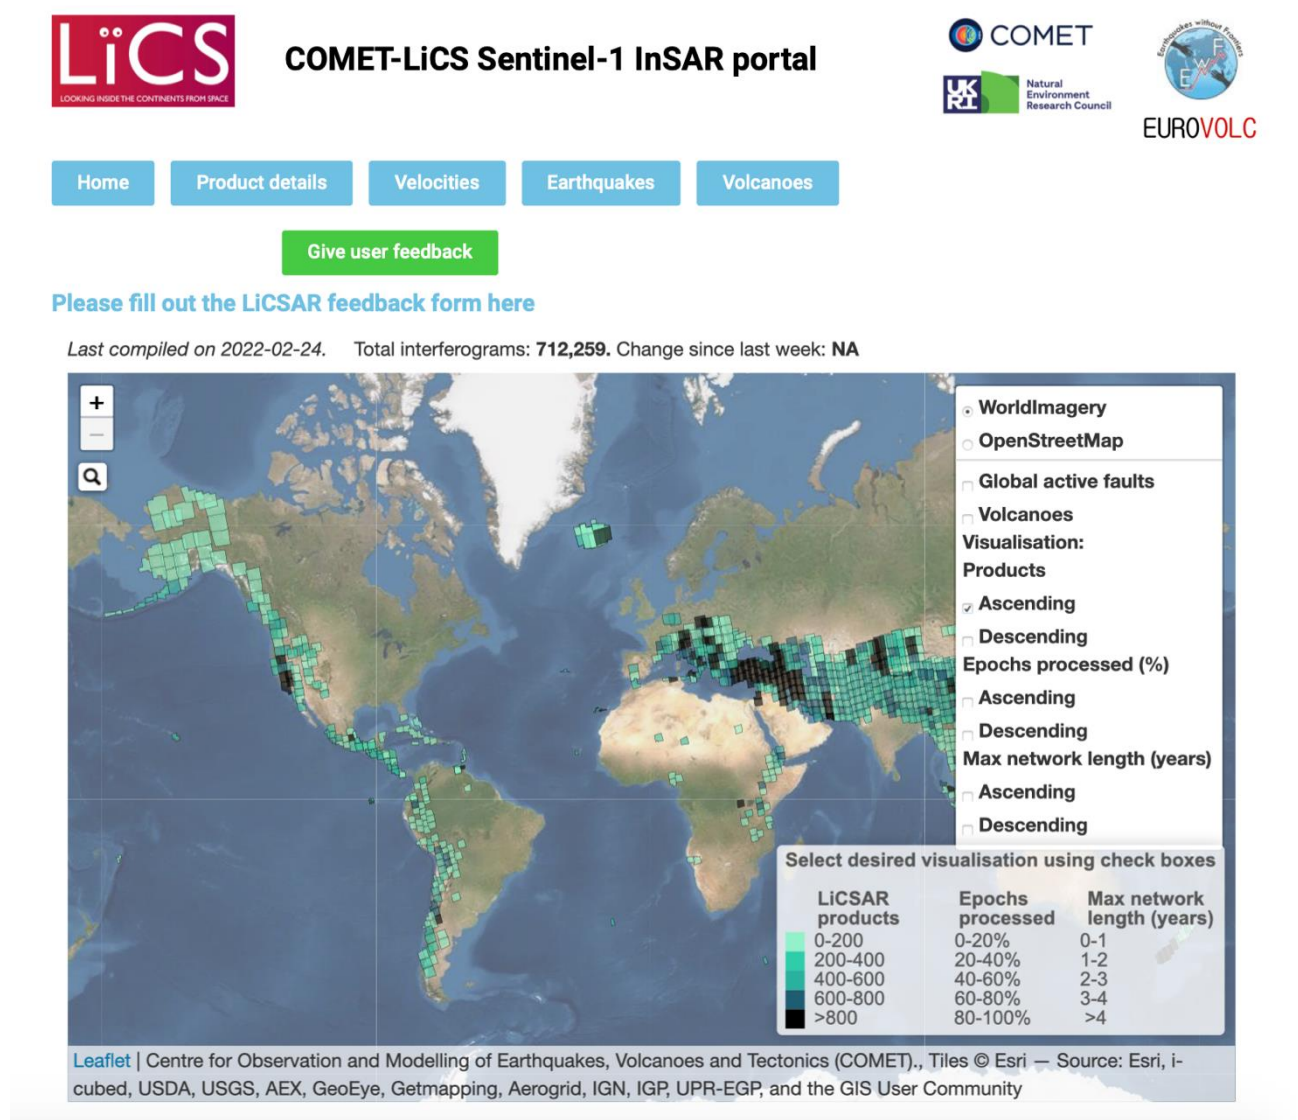 LiCS
LOOKING INSIDE THE CONTINENTS FROM SPACE
COMET-LiCS Sentinel-1 InSAR portal
COMET
UKRI
Natural
Environment
Research Council
Earthquakes without Frontiers
EwF
EUROVOLC
Home
Product details
Velocities
Earthquakes
Volcanoes
Give user feedback
Please fill out the LiCSAR feedback form here
Last compiled on 2022-02-24. Total interferograms: 712,259. Change since last week: NA
+
−
WorldImagery
OpenStreetMap
Global active faults
Volcanoes
Visualisation:
Products
Ascending
Descending
Epochs processed (%)
Ascending
Descending
Max network length (years)
Ascending
Descending
Select desired visualisation using check boxes
LiCSAR Epochs Max network
products processed length (years)
0-200 0-20% 0-1
200-400 20-40% 1-2
400-600 40-60% 2-3
600-800 60-80% 3-4
>800 80-100% >4
Leaflet | Centre for Observation and Modelling of Earthquakes, Volcanoes and Tectonics (COMET)., Tiles © Esri — Source: Esri, i-
cubed, USDA, USGS, AEX, GeoEye, Getmapping, Aerogrid, IGN, IGP, UPR-EGP, and the GIS User Community